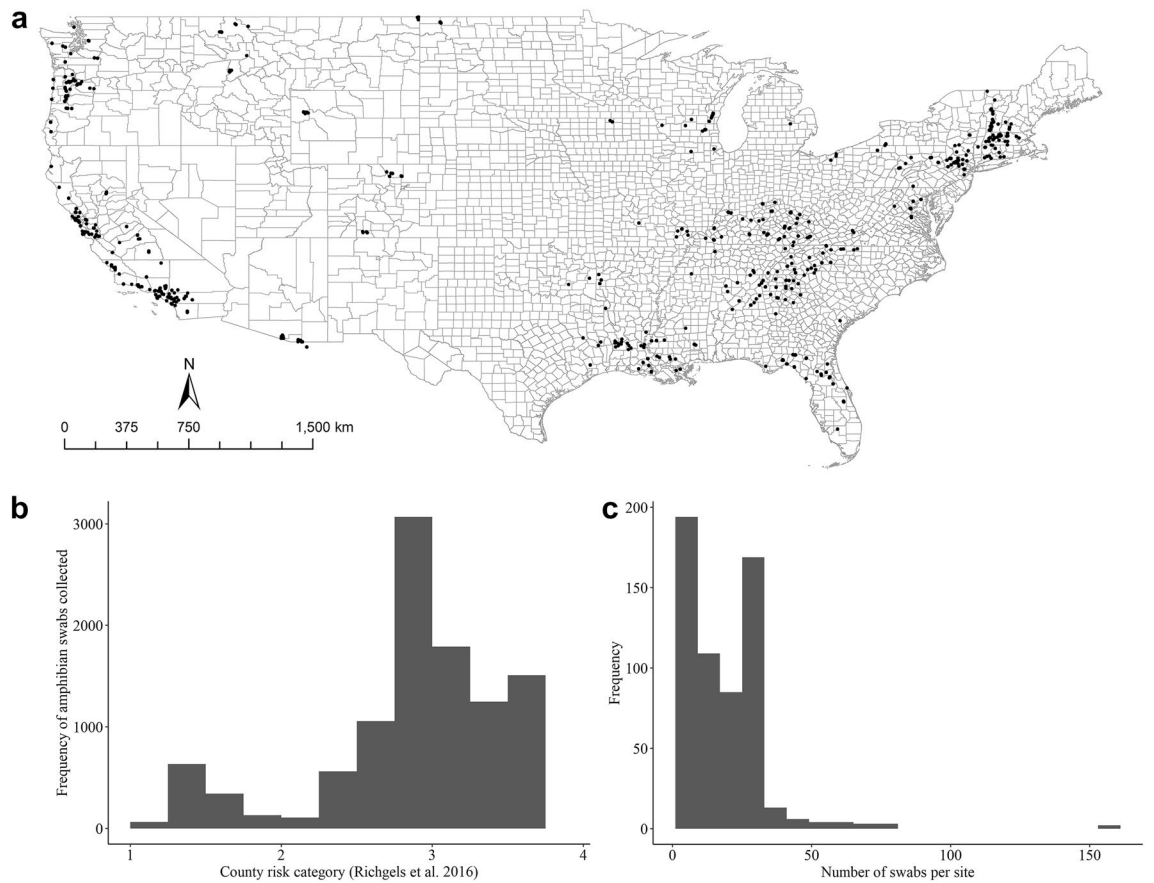 a
N
0 375 750 1,500 km
b
Frequency of amphibian swabs collected
3000
2000
1000
0
1 2 3 4
County risk category (Richgels et al. 2016)
c
Frequency
200
150
100
50
0
0 50 100 150
Number of swabs per site